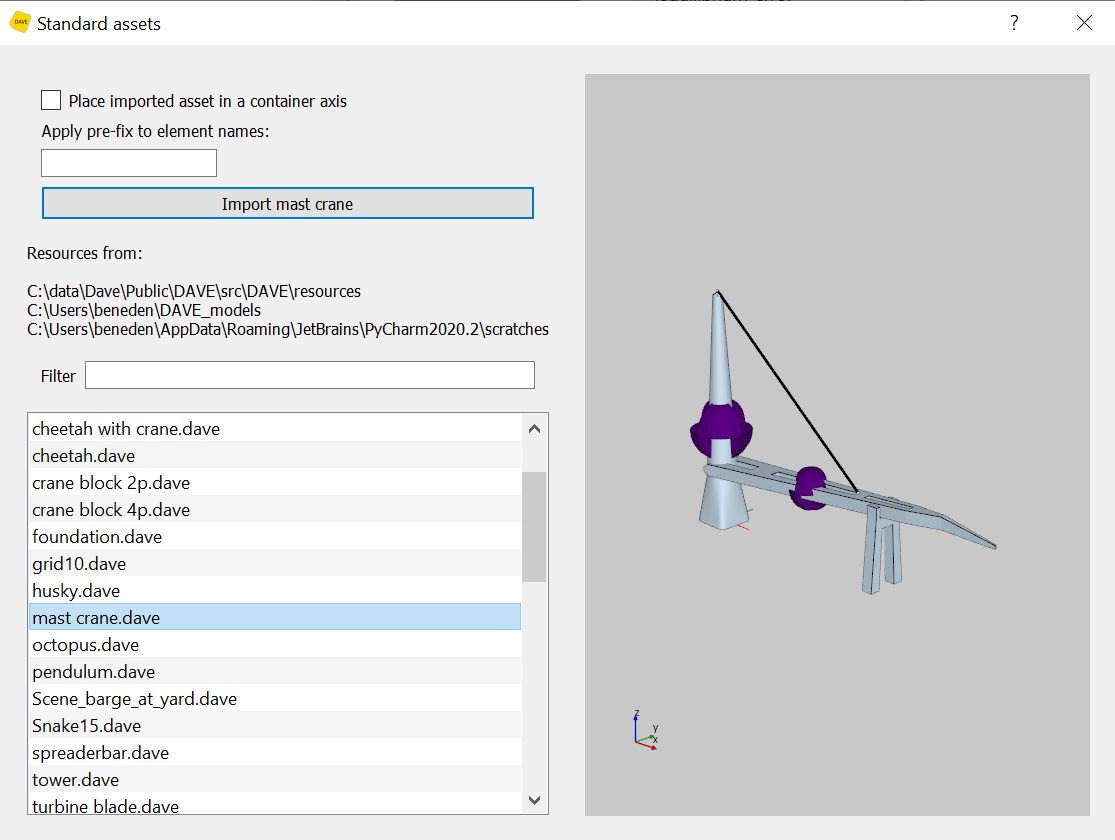 DAVE
Standard assets
?
Place imported asset in a container axis
Apply pre-fix to element names:
Import mast crane
Resources from:
C:\data\Dave\Public\DAVE\src\DAVE\resources
C:\Users\beneden\DAVE_models
C:\Users\beneden\AppData\Roaming\JetBrains\PyCharm2020.2\scratches
Filter
cheetah with crane.dave
cheetah.dave
crane block 2p.dave
crane block 4p.dave
foundation.dave
grid10.dave
husky.dave
mast crane.dave
octopus.dave
pendulum.dave
Scene_barge_at_yard.dave
Snake15.dave
spreaderbar.dave
tower.dave
turbine blade.dave
z
y
x